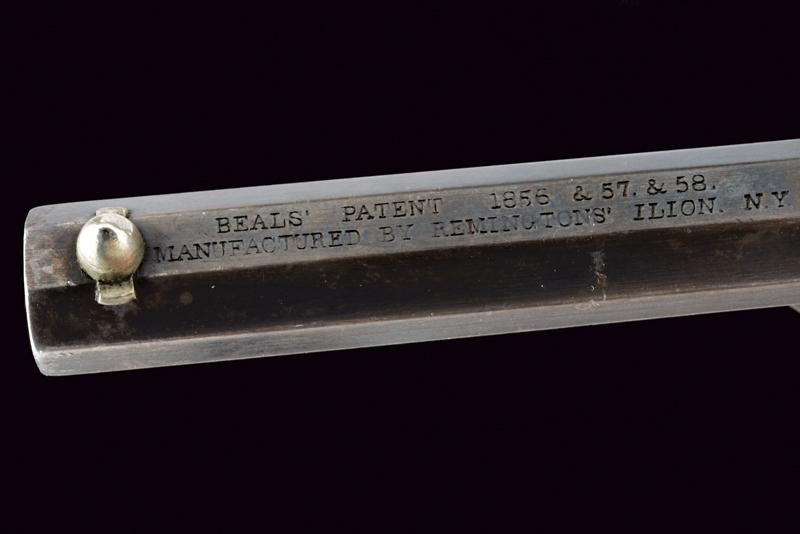 BEALS' PATENT 1856 & 57. & 58.
MANUFACTURED BY REMINGTONS' ILION. N.Y